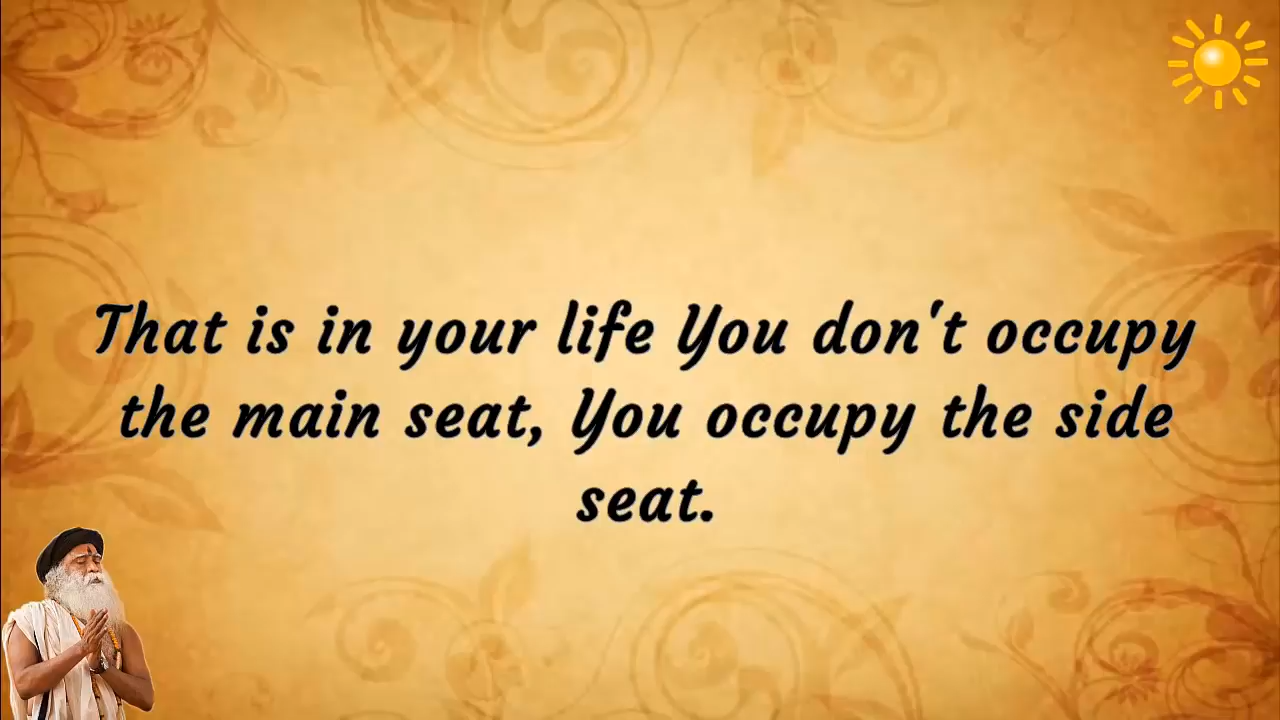 That is in your life You don't occupy
the main seat, You occupy the side
seat.